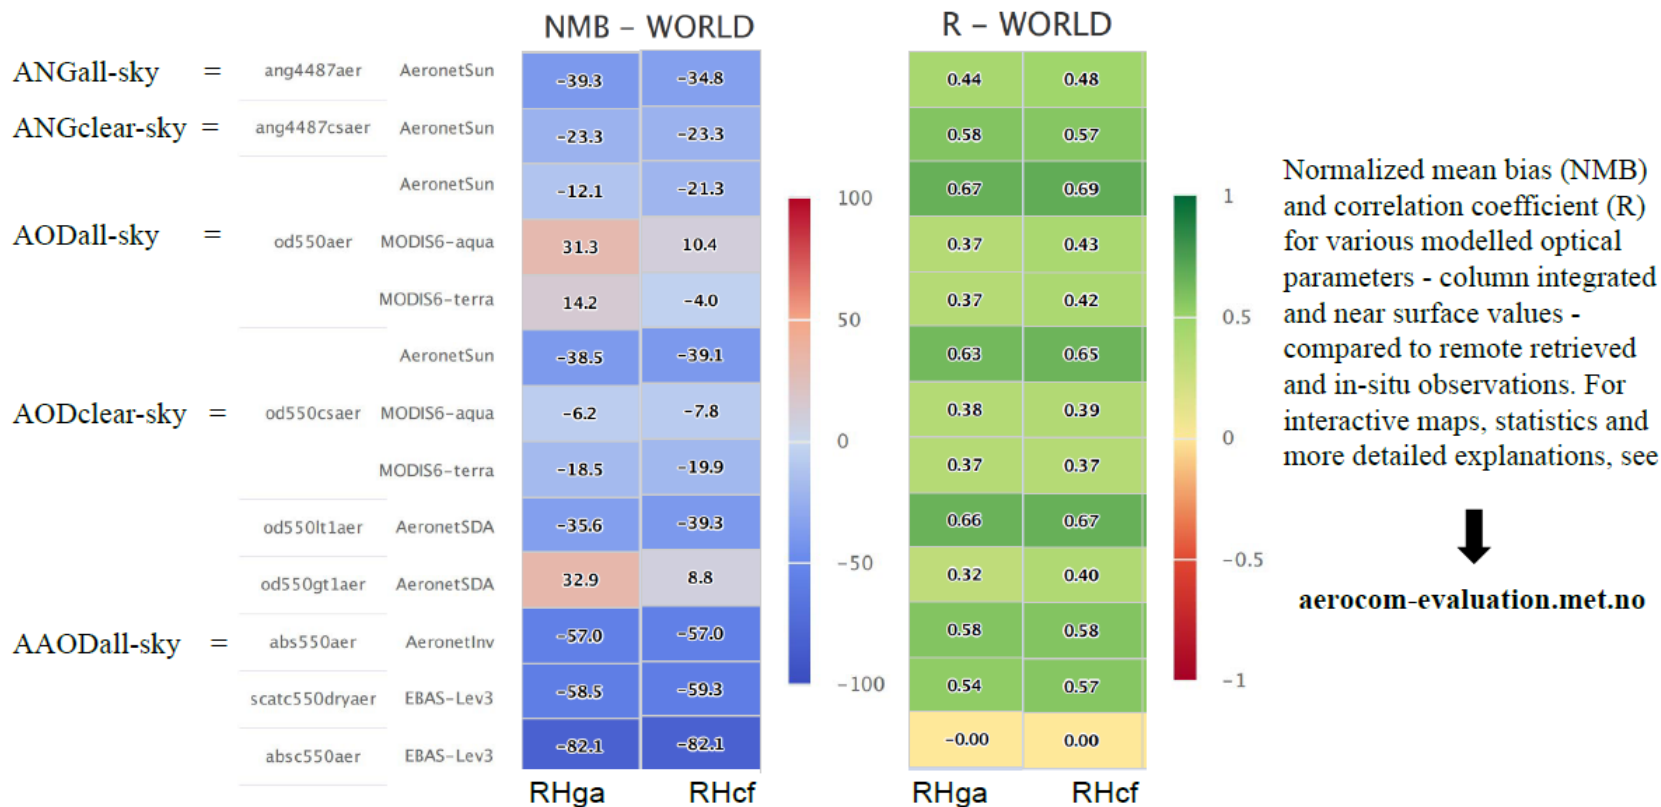 NMB – WORLD
R – WORLD
ANGall-sky = ang4487aer AeronetSun -39.3 -34.8 0.44 0.48
ANGclear-sky = ang4487csaer AeronetSun -23.3 -23.3 0.58 0.57
AeronetSun -12.1 -21.3 0.67 0.69
AODall-sky = od550aer MODIS6-aqua 31.3 10.4 0.37 0.43
MODIS6-terra 14.2 -4.0 0.37 0.42
AeronetSun -38.5 -39.1 0.63 0.65
AODclear-sky = od550csaer MODIS6-aqua -6.2 -7.8 0.38 0.39
MODIS6-terra -18.5 -19.9 0.37 0.37
od550lt1aer AeronetSDA -35.6 -39.3 0.66 0.67
od550gt1aer AeronetSDA 32.9 8.8 0.32 0.40
AAODall-sky = abs550aer AeronetInv -57.0 -57.0 0.58 0.58
scatc550dryaer EBAS-Lev3 -58.5 -59.3 0.54 0.57
absc550aer EBAS-Lev3 -82.1 -82.1 -0.00 0.00
RHga RHcf
RHga RHcf
100
50
0
-50
-100
1
0.5
0
-0.5
-1
Normalized mean bias (NMB)
and correlation coefficient (R)
for various modelled optical
parameters - column integrated
and near surface values -
compared to remote retrieved
and in-situ observations. For
interactive maps, statistics and
more detailed explanations, see
aerocom-evaluation.met.no